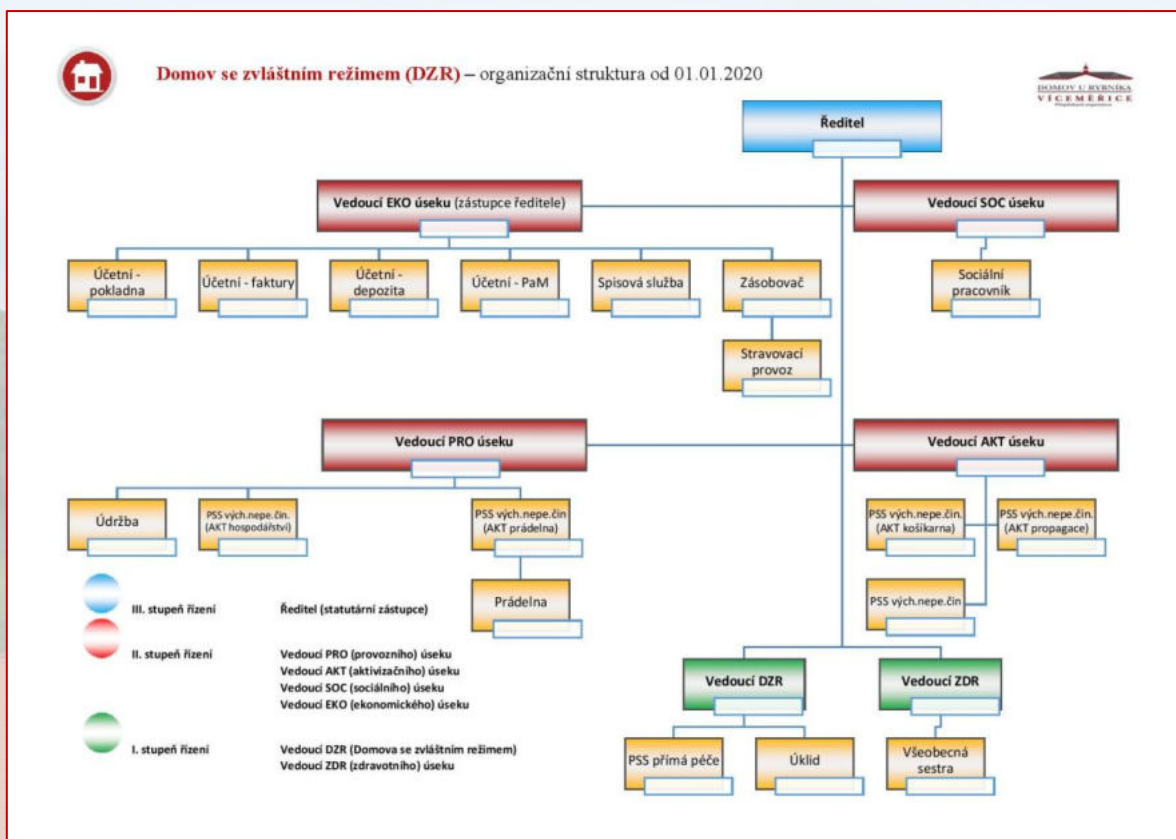 Domov se zvláštním režimem (DZR) – organizační struktura od 01.01.2020
DOMOV U RYBNÍKA
VÍCEMĚŘICE
Ředitel
Vedoucí EKO úseku (zástupce ředitele)
Vedoucí SOC úseku
Účetní -
pokladna
Účetní - faktury
Účetní -
depozita
Účetní - PaM
Spisová služba
Zásobovač
Sociální
pracovník
Stravovací
provoz
Vedoucí PRO úseku
Vedoucí AKT úseku
Údržba
PSS vých.nepe.čin.
(AKT hospodářství)
PSS vých.nepe.čin.
(AKT prádelna)
PSS vých.nepe.čin.
(AKT košíkarna)
PSS vých.nepe.čin.
(AKT propagace)
Prádelna
PSS vých.nepe.čin
III. stupeň řízení Ředitel (statutární zástupce)
II. stupeň řízení Vedoucí PRO (provozního) úseku
Vedoucí AKT (aktivizačního) úseku
Vedoucí SOC (sociálního) úseku
Vedoucí EKO (ekonomického) úseku
I. stupeň řízení Vedoucí DZR (Domova se zvláštním režimem)
Vedoucí ZDR (zdravotního) úseku
Vedoucí DZR
Vedoucí ZDR
PSS přímá péče
Úklid
Všeobecná
sestra